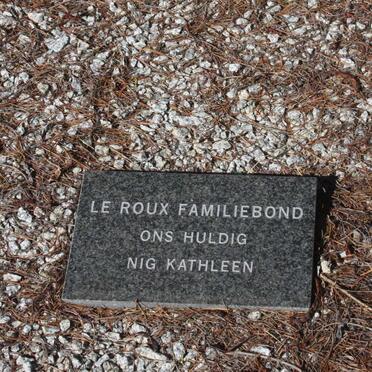 LE ROUX FAMILIEBOND
ONS HULDIG
NIG KATHLEEN